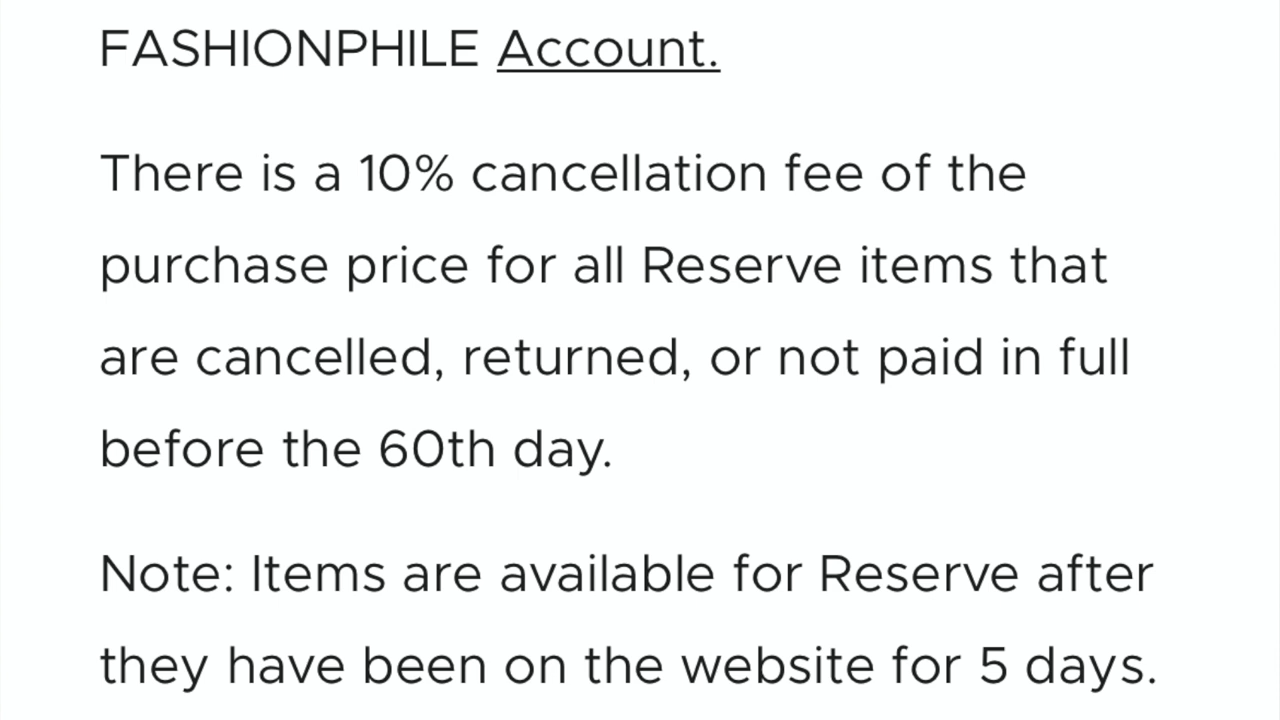 FASHIONPHILE Account.
There is a 10% cancellation fee of the
purchase price for all Reserve items that
are cancelled, returned, or not paid in full
before the 60th day.
Note: Items are available for Reserve after
they have been on the website for 5 days.